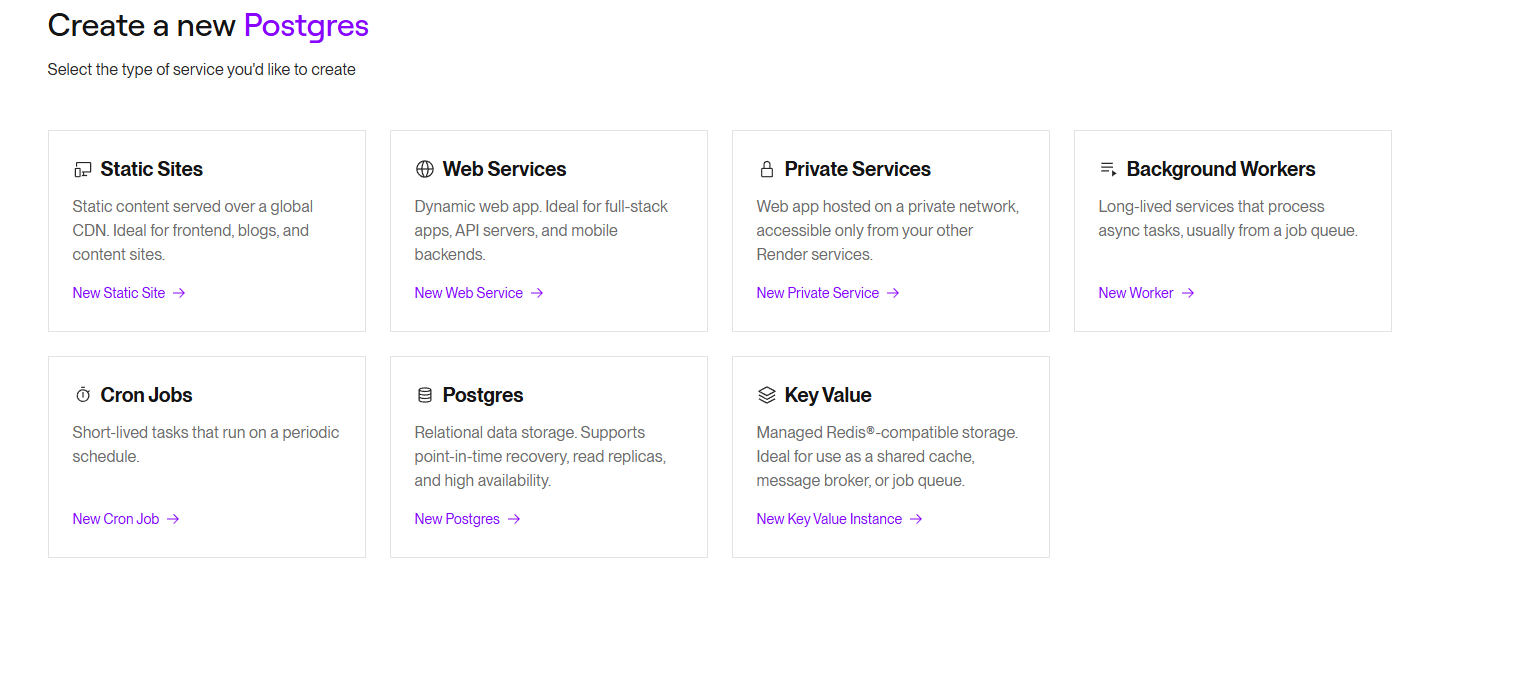 Create a new Postgres
Select the type of service you'd like to create
Static Sites
Static content served over a global
CDN. Ideal for frontend, blogs, and
content sites.
New Static Site →
Web Services
Dynamic web app. Ideal for full-stack
apps, API servers, and mobile
backends.
New Web Service →
Private Services
Web app hosted on a private network,
accessible only from your other
Render services.
New Private Service →
Background Workers
Long-lived services that process
async tasks, usually from a job queue.
New Worker →
Cron Jobs
Short-lived tasks that run on a periodic
schedule.
New Cron Job →
Postgres
Relational data storage. Supports
point-in-time recovery, read replicas,
and high availability.
New Postgres →
Key Value
Managed Redis®-compatible storage.
Ideal for use as a shared cache,
message broker, or job queue.
New Key Value Instance →